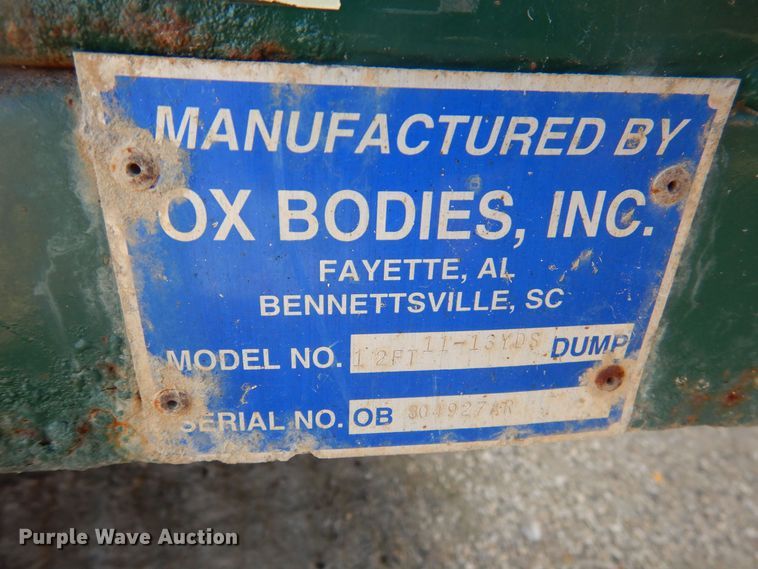 MANUFACTURED BY
OX BODIES, INC.
FAYETTE, AL
BENNETTSVILLE, SC
MODEL NO. 12FT 11-13YDS DUMP
SERIAL NO. OB 304927AR
Purple Wave Auction